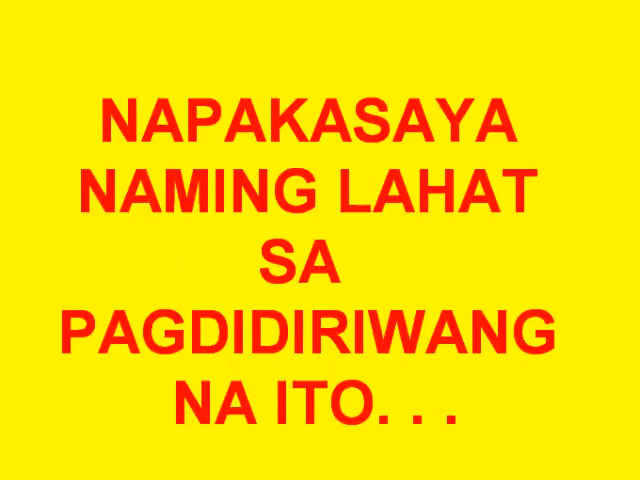 NAPAKASAYA
NAMING LAHAT
SA
PAGDIDIRIWANG
NA ITO. . .